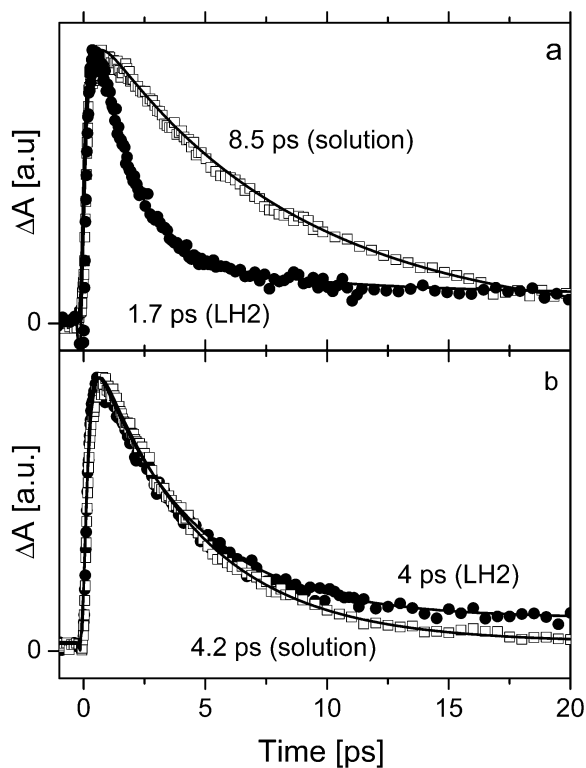 a
ΔA [a.u]
8.5 ps (solution)
1.7 ps (LH2)
0
b
ΔA [a.u.]
4 ps (LH2)
4.2 ps (solution)
0
0 5 10 15 20
Time [ps]